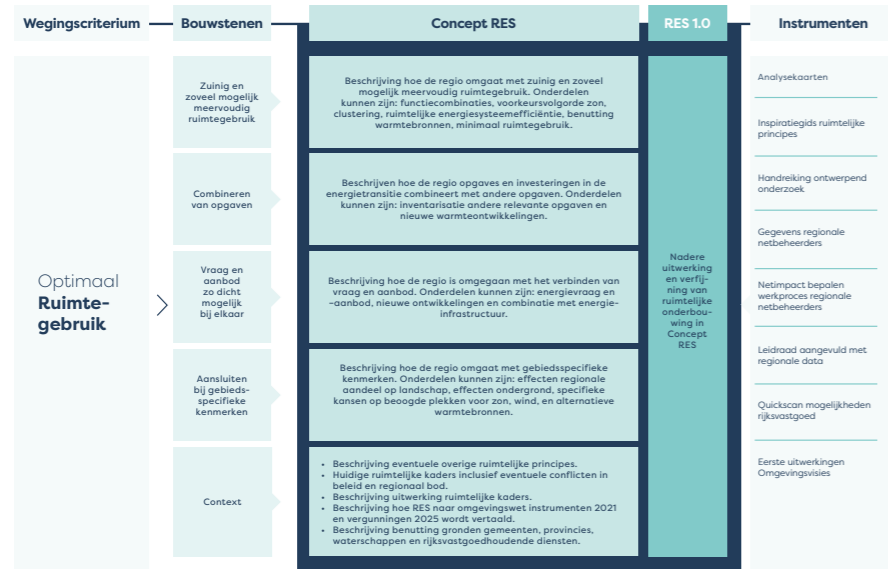 Wegingscriterium
Bouwstenen
Concept RES
RES 1.0
Instrumenten
Optimaal
Ruimte-
gebruik
Zuinig en
zoveel mogelijk
meervoudig
ruimtegebruik
Beschrijving hoe de regio omgaat met zuinig en zoveel
mogelijk meervoudig ruimtegebruik. Onderdelen
kunnen zijn: functiecombinaties, voorkeursvolgorde zon,
clustering, ruimtelijke energiesysteemefficiëntie, benutting
warmtebronnen, minimaal ruimtegebruik.
Combineren
van opgaven
Beschrijven hoe de regio opgaves en investeringen in de
energietransitie combineert met andere opgaven. Onderdelen
kunnen zijn: inventarisatie andere relevante opgaven en
nieuwe warmteontwikkelingen.
Vraag en
aanbod
zo dicht
mogelijk
bij elkaar
Beschrijving hoe de regio is omgegaan met het verbinden van
vraag en aanbod. Onderdelen kunnen zijn: energievraag en
-aanbod, nieuwe ontwikkelingen en combinatie met energie-
infrastructuur.
Aansluiten
bij gebieds-
specifieke
kenmerken
Beschrijving hoe de regio omgaat met gebiedsspecifieke
kenmerken. Onderdelen kunnen zijn: effecten regionale
aandeel op landschap, effecten ondergrond, specifieke
kansen op beoogde plekken voor zon, wind, en alternatieve
warmtebronnen.
Context
• Beschrijving eventuele overige ruimtelijke principes.
• Huidige ruimtelijke kaders inclusief eventuele conflicten in
beleid en regionaal bod.
• Beschrijving uitwerking ruimtelijke kaders.
• Beschrijving hoe RES naar omgevingswet instrumenten 2021
en vergunningen 2025 wordt vertaald.
• Beschrijving benutting gronden gemeenten, provincies,
waterschappen en rijksvastgoedhoudende diensten.
Nadere
uitwerking
en verfij-
ning van
ruimtelijke
onderbou-
wing in
Concept
RES
Analysekaarten
Inspiratiegids ruimtelijke
principes
Handreiking ontwerpend
onderzoek
Gegevens regionale
netbeheerders
Netimpact bepalen
werkproces regionale
netbeheerders
Leidraad aangevuld met
regionale data
Quickscan mogelijkheden
rijksvastgoed
Eerste uitwerkingen
Omgevingsvisies